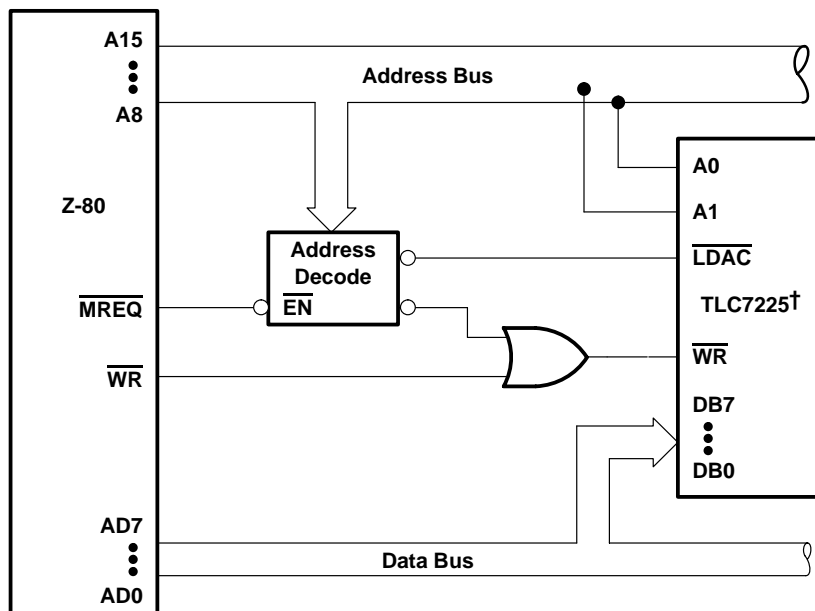 A15
A8
Address Bus
Z-80
Address
Decode
EN
MREQ
WR
AD7
AD0
Data Bus
A0
A1
LDAC
TLC7225†
WR
DB7
DB0